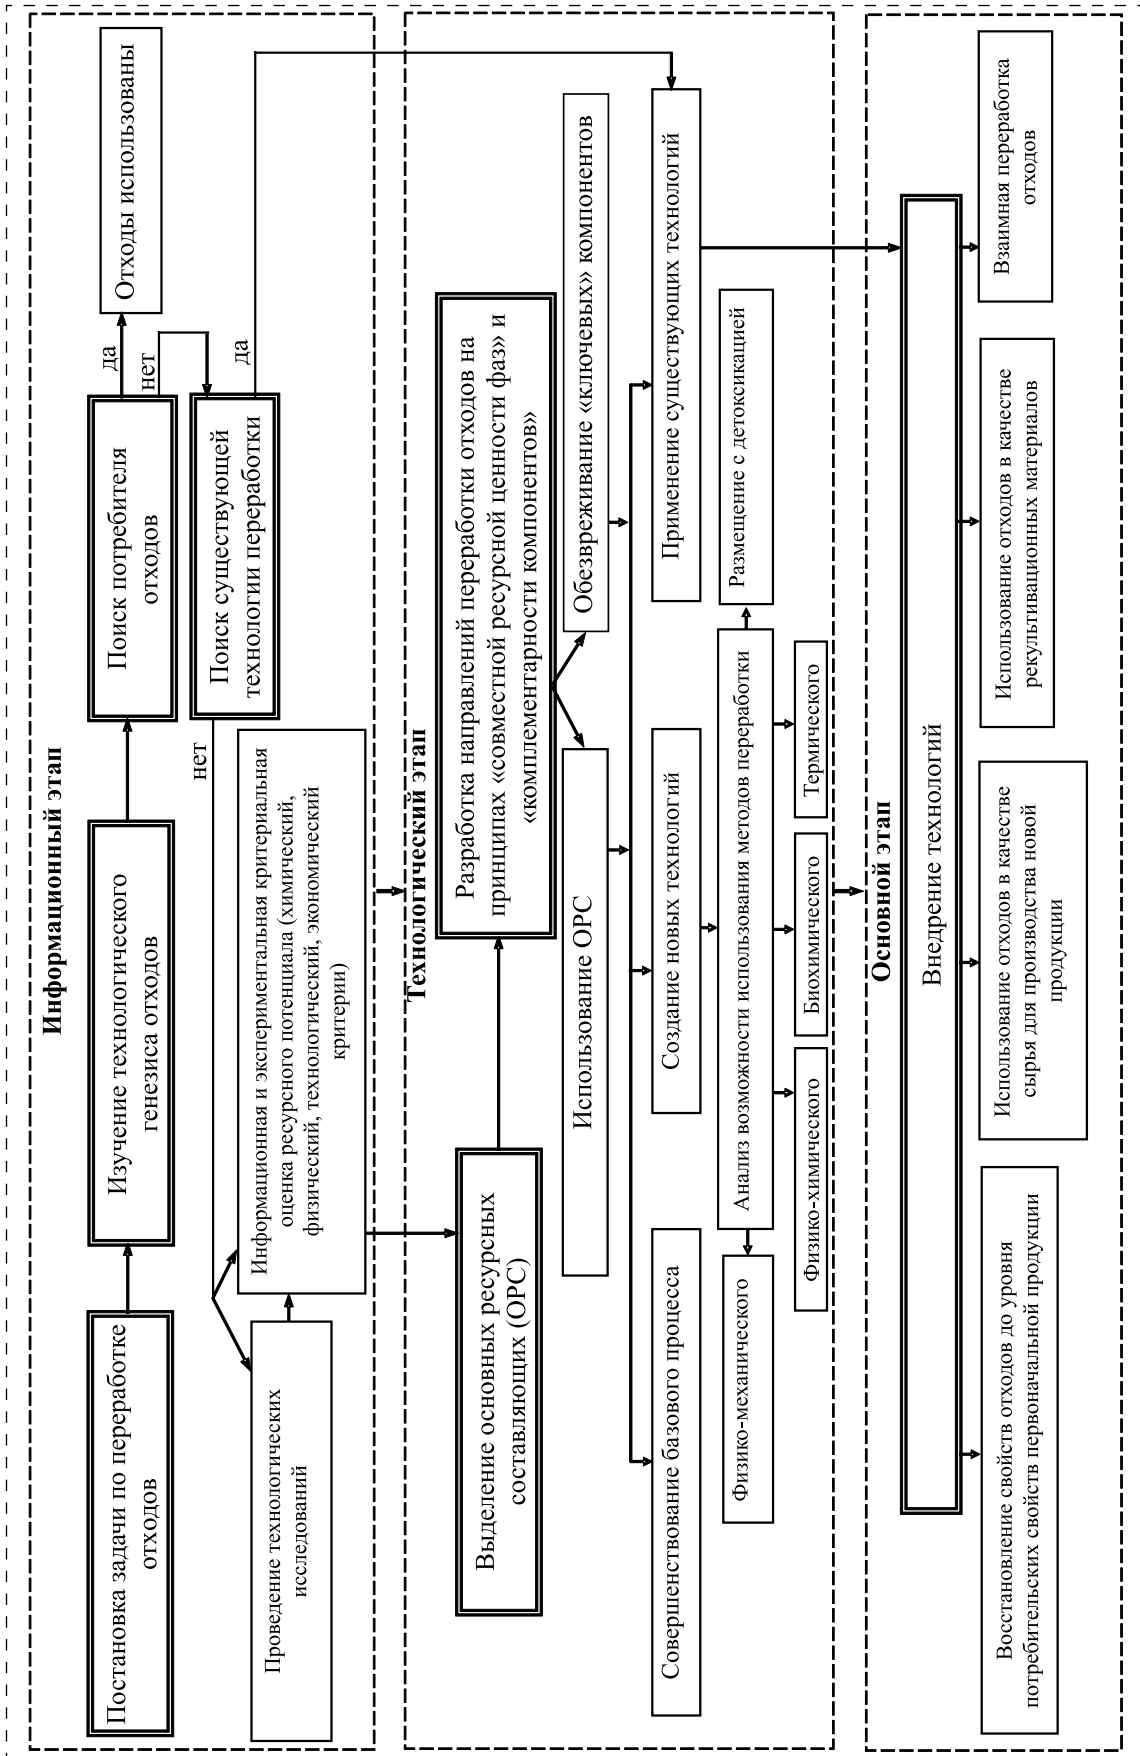 Информационный этап
Постановка задачи по переработке
отходов
Изучение технологического
генезиса отходов
Поиск потребителя
отходов
да
Отходы использованы
нет
Поиск существующей
технологии переработки
да
нет
Проведение технологических
исследований
Информационная и экспериментальная критериальная
оценка ресурсного потенциала (химический,
физический, технологический, экономический
критерии)
Технологический этап
Выделение основных ресурсных
составляющих (ОРС)
Разработка направлений переработки отходов на
принципах «совместной ресурсной ценности фаз» и
«комплементарности компонентов»
Использование ОРС
Обезвреживание «ключевых» компонентов
Совершенствование базового процесса
Создание новых технологий
Применение существующих технологий
Физико-механического
Анализ возможности использования методов переработки
Размещение с детоксикацией
Физико-химического
Биохимического
Термического
Основной этап
Внедрение технологий
Восстановление свойств отходов до уровня
потребительских свойств первоначальной продукции
Использование отходов в качестве
сырья для производства новой
продукции
Использование отходов в качестве
рекультивационных материалов
Взаимная переработка
отходов